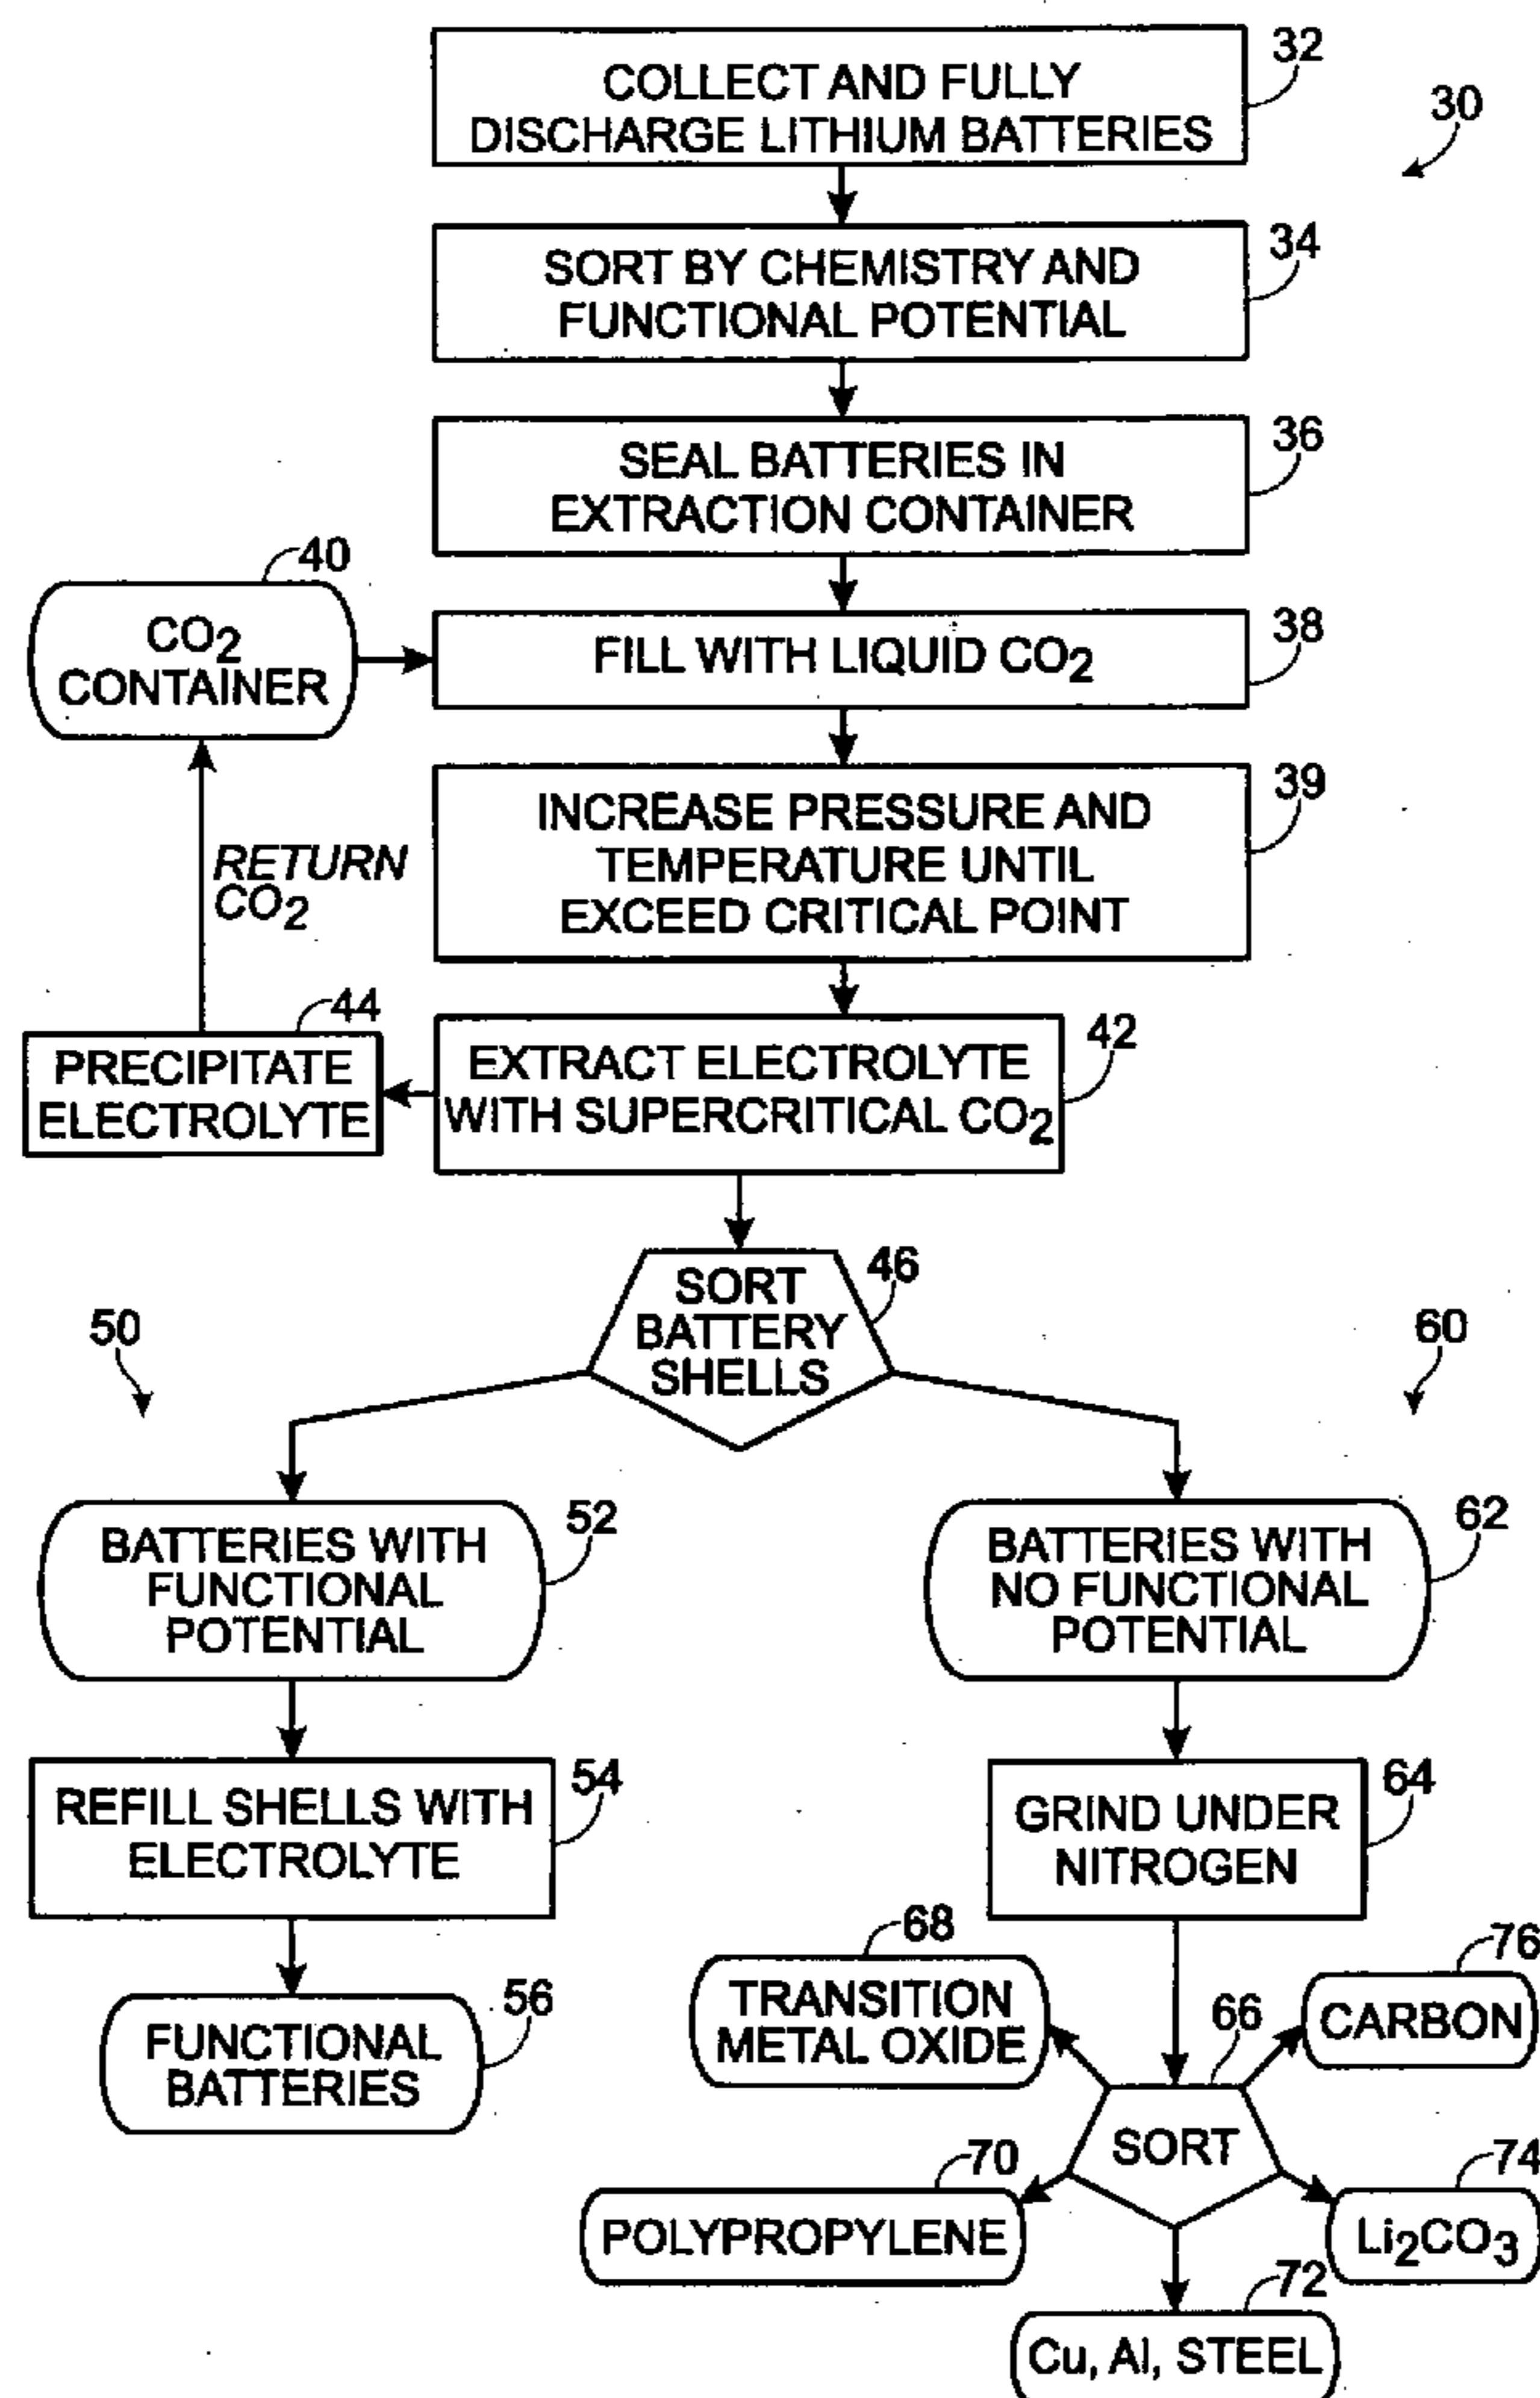 32
COLLECT AND FULLY
DISCHARGE LITHIUM BATTERIES
30
34
SORT BY CHEMISTRY AND
FUNCTIONAL POTENTIAL
36
SEAL BATTERIES IN
EXTRACTION CONTAINER
40
CO2
CONTAINER
38
FILL WITH LIQUID CO2
39
INCREASE PRESSURE AND
TEMPERATURE UNTIL
EXCEED CRITICAL POINT
RETURN
CO2
44
PRECIPITATE
ELECTROLYTE
42
EXTRACT ELECTROLYTE
WITH SUPERCRITICAL CO2
46
SORT
BATTERY
SHELLS
50
60
52
BATTERIES WITH
FUNCTIONAL
POTENTIAL
62
BATTERIES WITH
NO FUNCTIONAL
POTENTIAL
54
REFILL SHELLS WITH
ELECTROLYTE
64
GRIND UNDER
NITROGEN
56
FUNCTIONAL
BATTERIES
68
TRANSITION
METAL OXIDE
76
CARBON
66
SORT
70
POLYPROPYLENE
74
Li2CO3
72
Cu, Al, STEEL